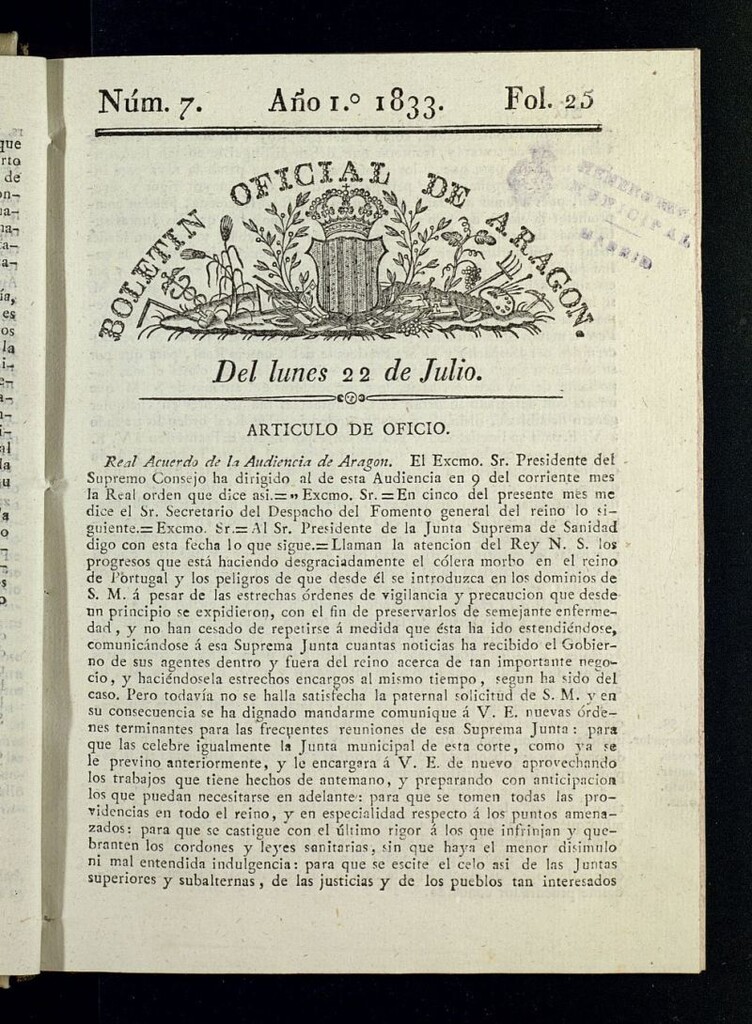 Núm. 7. Año 1.º 1833. Fol. 25
BOLETIN OFICIAL DE ARAGON.
Del lunes 22 de Julio.
ARTICULO DE OFICIO.
Real Acuerdo de la Audiencia de Aragon. El Excmo. Sr. Presidente del
Supremo Consejo ha dirigido al de esta Audiencia en 9 del corriente mes
la Real orden que dice asi.=„ Excmo. Sr.=En cinco del presente mes me
dice el Sr. Secretario del Despacho del Fomento general del reino lo si-
guiente.=Excmo. Sr.=Al Sr. Presidente de la Junta Suprema de Sanidad
digo con esta fecha lo que sigue.=Llaman la atencion del Rey N. S. los
progresos que está haciendo desgraciadamente el cólera morbo en el reino
de Portugal y los peligros de que desde él se introduzca en los dominios de
S. M. á pesar de las estrechas órdenes de vigilancia y precaucion que desde
un principio se expidieron, con el fin de preservarlos de semejante enferme-
dad, y no han cesado de repetirse á medida que ésta ha ido estendiéndose,
comunicándose á esa Suprema Junta cuantas noticias ha recibido el Gobier-
no de sus agentes dentro y fuera del reino acerca de tan importante nego-
cio, y haciéndosela estrechos encargos al mismo tiempo, segun ha sido del
caso. Pero todavía no se halla satisfecha la paternal solicitud de S. M. y en
su consecuencia se ha dignado mandarme comunique á V. E. nuevas órde-
nes terminantes para las frecuentes reuniones de esa Suprema Junta: para
que las celebre igualmente la Junta municipal de esta corte, como ya se
le previno anteriormente, y le encargara á V. E. de nuevo aprovechando
los trabajos que tiene hechos de antemano, y preparando con anticipacion
los que puedan necesitarse en adelante: para que se tomen todas las pro-
videncias en todo el reino, y en especialidad respecto á los puntos amena-
zados: para que se castigue con el último rigor á los que infrinjan y que-
branten los cordones y leyes sanitarias, sin que haya el menor disimulo
ni mal entendida indulgencia: para que se escite el celo asi de las Juntas
superiores y subalternas, de las justicias y de los pueblos tan interesados
HEMEROTECA
MUNICIPAL
MADRID